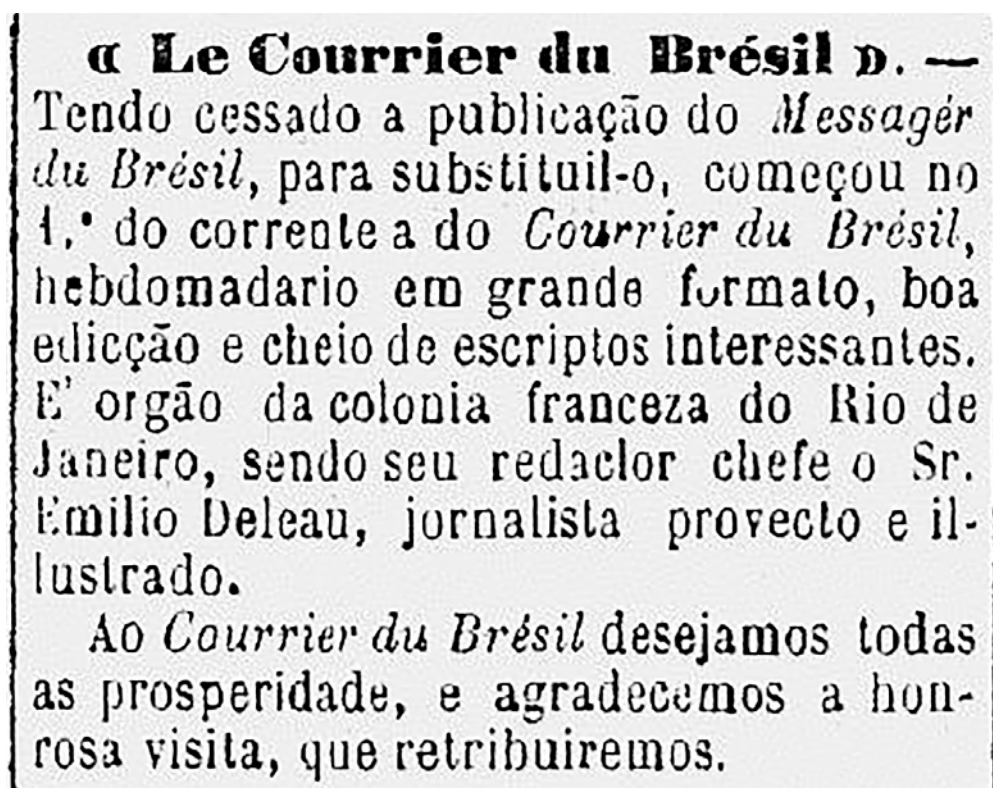 « Le Courrier du Brésil ». —
Tendo cessado a publicação do Messagér
du Brésil, para substituil-o, começou no
1.º do corrente a do Courrier du Brésil,
hebdomadario em grande formato, boa
edicção e cheio de escriptos interessantes.
E' orgão da colonia franceza do Rio de
Janeiro, sendo seu redactor chefe o Sr.
Emilio Deleau, jornalista provecto e il-
lustrado.
Ao Courrier du Brésil desejamos todas
as prosperidade, e agradecemos a hon-
rosa visita, que retribuiremos.